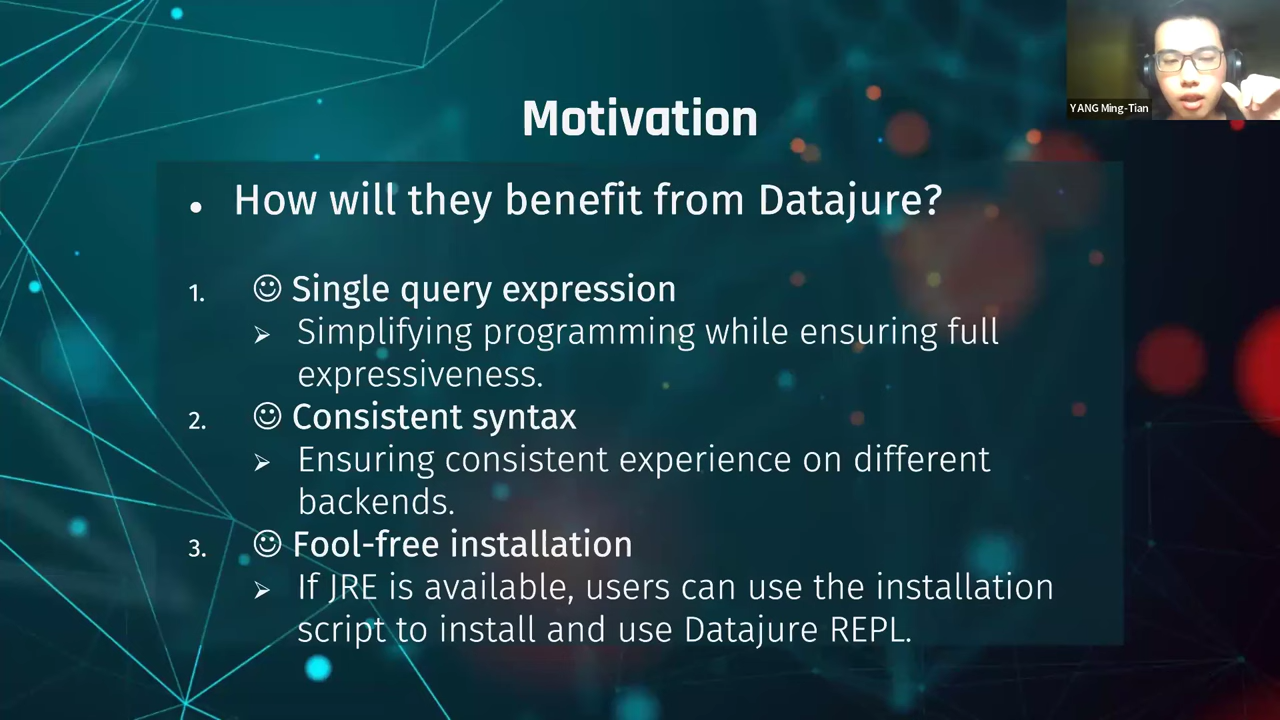 Motivation
YANG Ming-Tian
• How will they benefit from Datajure?
1. ☺ Single query expression
➢ Simplifying programming while ensuring full
expressiveness.
2. ☺ Consistent syntax
➢ Ensuring consistent experience on different
backends.
3. ☺ Fool-free installation
➢ If JRE is available, users can use the installation
script to install and use Datajure REPL.